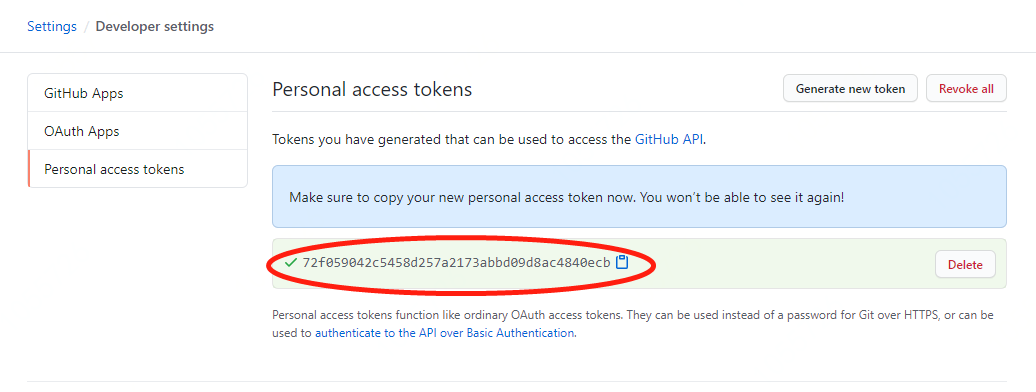 Settings / Developer settings
GitHub Apps
OAuth Apps
Personal access tokens
Personal access tokens
Generate new token
Revoke all
Tokens you have generated that can be used to access the GitHub API.
Make sure to copy your new personal access token now. You won't be able to see it again!
72f059042c5458d257a2173abbd09d8ac4840ecb
Delete
Personal access tokens function like ordinary OAuth access tokens. They can be used instead of a password for Git over HTTPS, or can be
used to authenticate to the API over Basic Authentication.